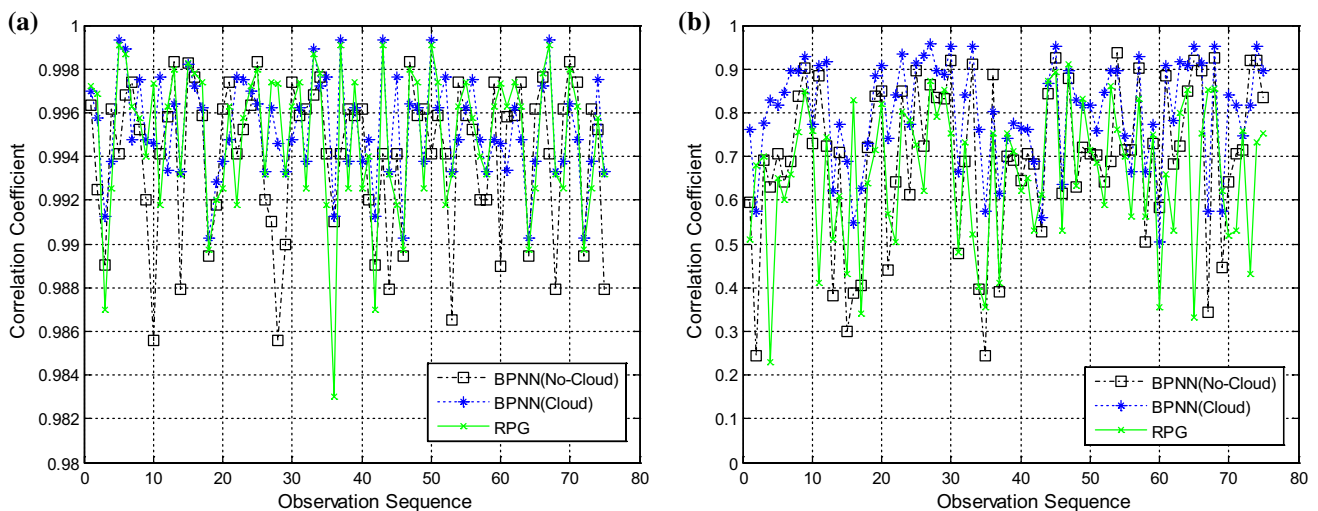 (a)
1
0.998
0.996
0.994
0.992
0.99
0.988
0.986
0.984
0.982
0.98
Correlation Coefficient
0 10 20 30 40 50 60 70 80
Observation Sequence
BPNN(No-Cloud)
BPNN(Cloud)
RPG
(b)
1
0.9
0.8
0.7
0.6
0.5
0.4
0.3
0.2
0.1
0
Correlation Coefficient
0 10 20 30 40 50 60 70 80
Observation Sequence
BPNN(No-Cloud)
BPNN(Cloud)
RPG